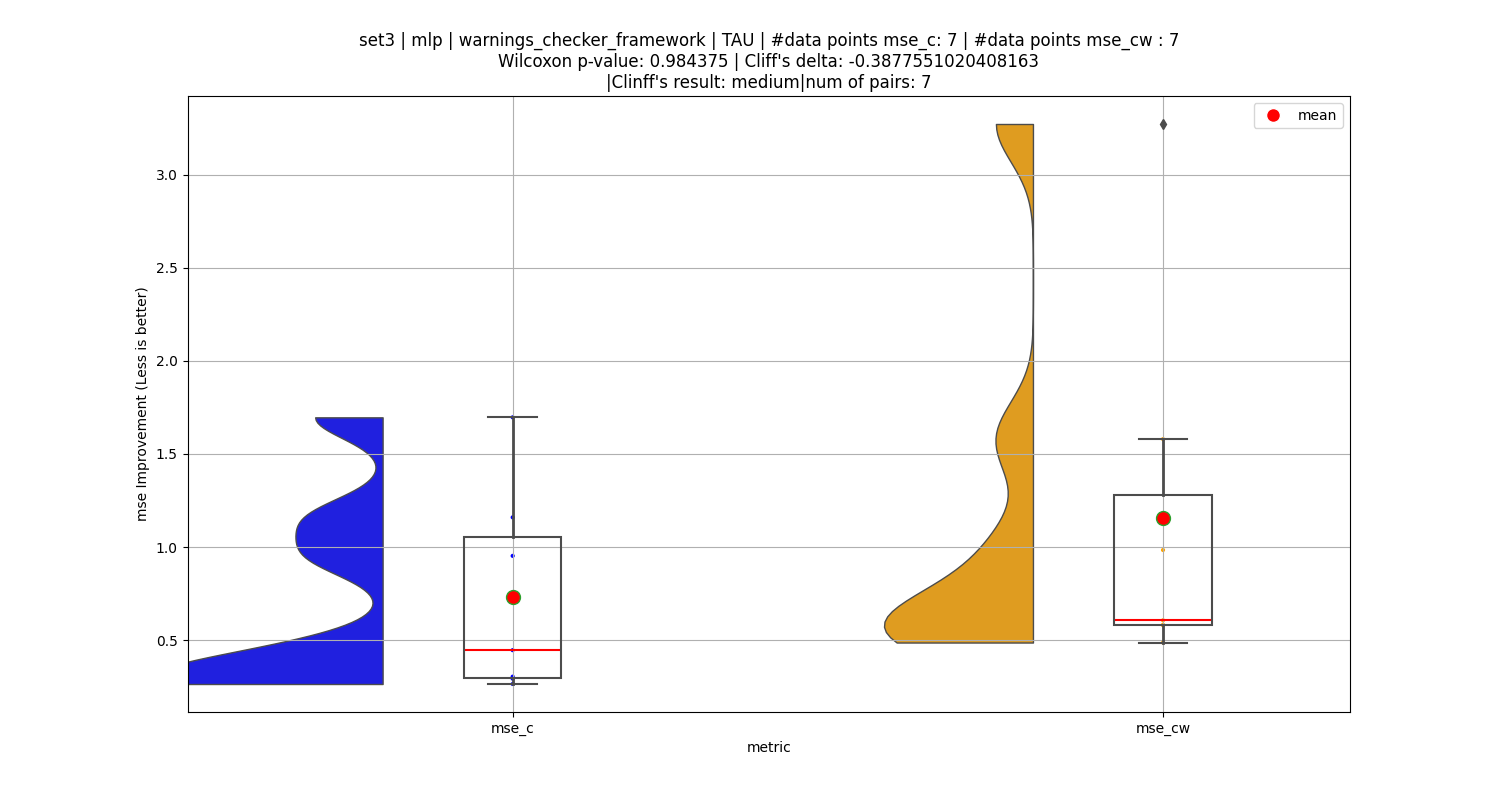 set3 | mlp | warnings_checker_framework | TAU | #data points mse_c: 7 | #data points mse_cw : 7
Wilcoxon p-value: 0.984375 | Cliff's delta: -0.3877551020408163
|Clinff's result: medium|num of pairs: 7
mean
3.0
2.5
2.0
1.5
1.0
0.5
mse Improvement (Less is better)
mse_c
mse_cw
metric